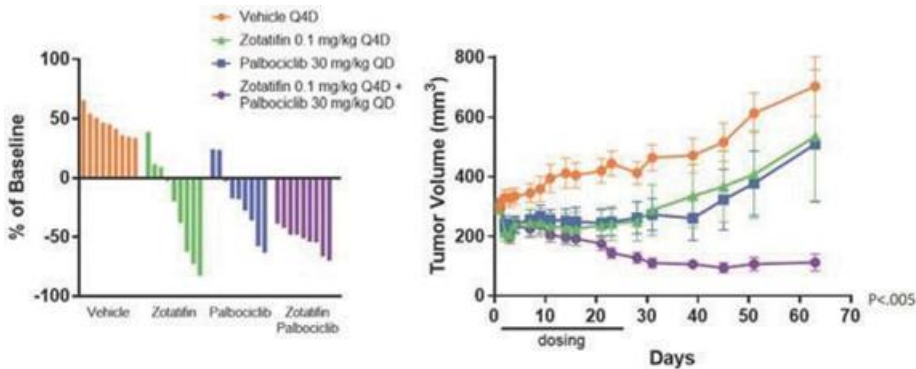 Vehicle Q4D
Zotatifin 0.1 mg/kg Q4D
Palbociclib 30 mg/kg QD
Zotatifin 0.1 mg/kg Q4D +
Palbociclib 30 mg/kg QD
% of Baseline
100
50
0
-50
-100
Vehicle
Zotatifin
Palbociclib
Zotatifin
Palbociclib
Tumor Volume (mm³)
800
600
400
200
0
0
10
20
30
40
50
60
70
P<.005
dosing
Days